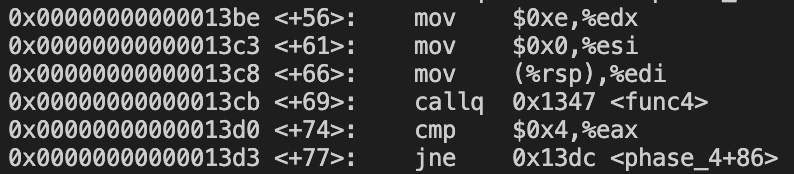 0x00000000000013be <+56>: mov $0xe,%edx
0x00000000000013c3 <+61>: mov $0x0,%esi
0x00000000000013c8 <+66>: mov (%rsp),%edi
0x00000000000013cb <+69>: callq 0x1347 <func4>
0x00000000000013d0 <+74>: cmp $0x4,%eax
0x00000000000013d3 <+77>: jne 0x13dc <phase_4+86>